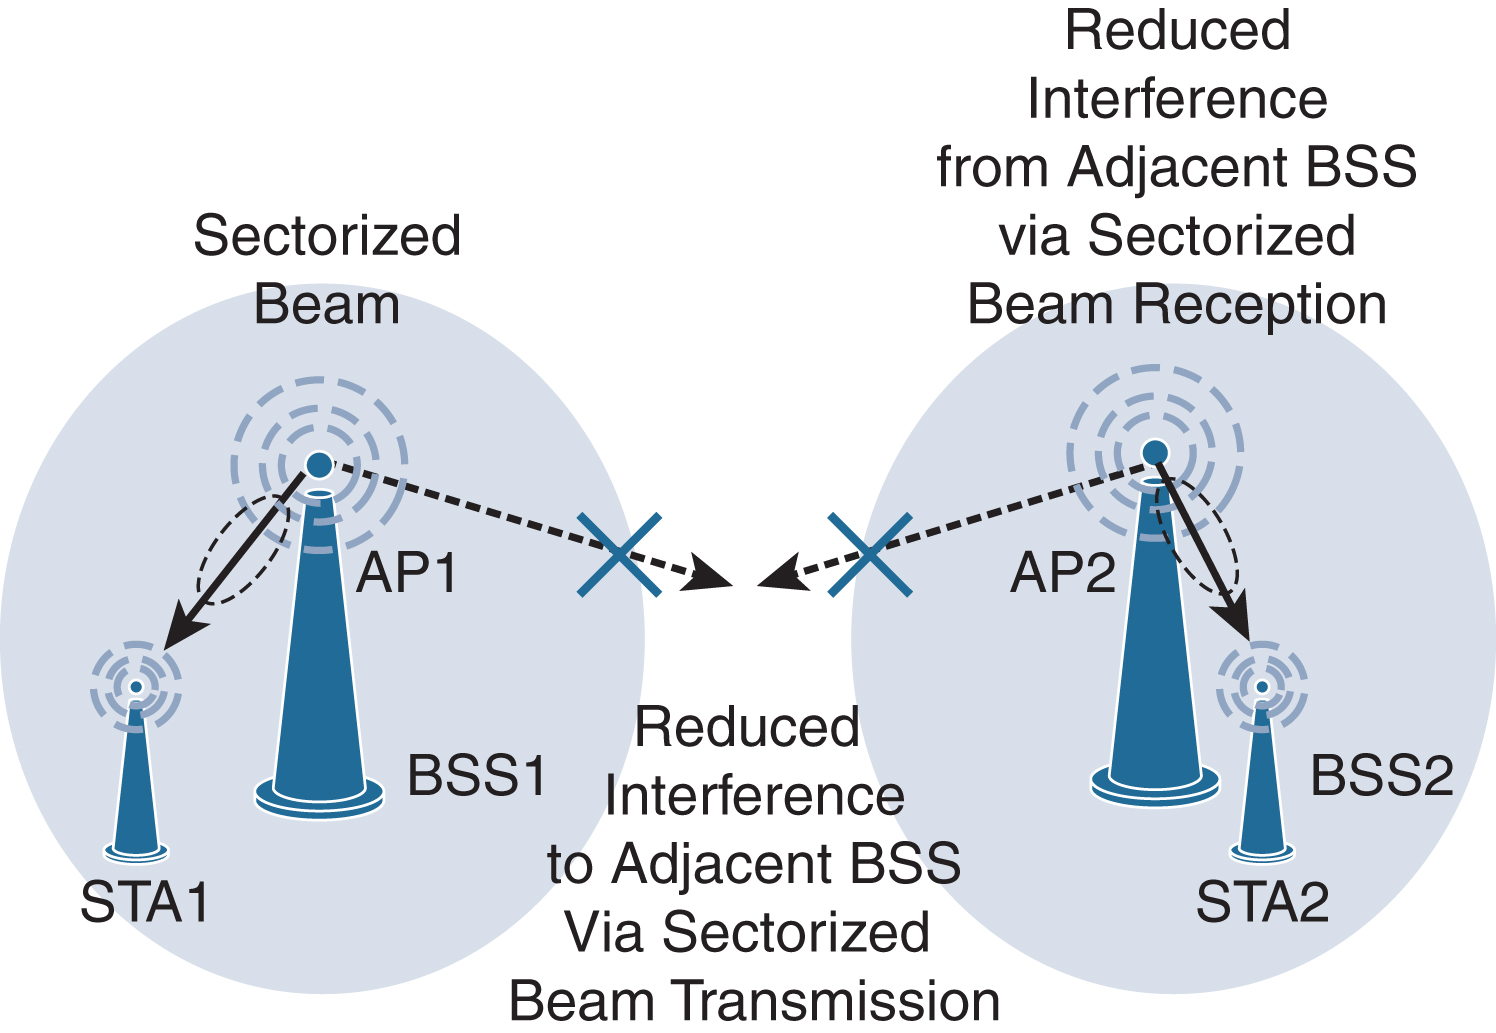 Reduced
Interference
from Adjacent BSS
via Sectorized
Beam Reception
Sectorized
Beam
AP1
AP2
BSS1
BSS2
STA1
STA2
Reduced
Interference
to Adjacent BSS
Via Sectorized
Beam Transmission